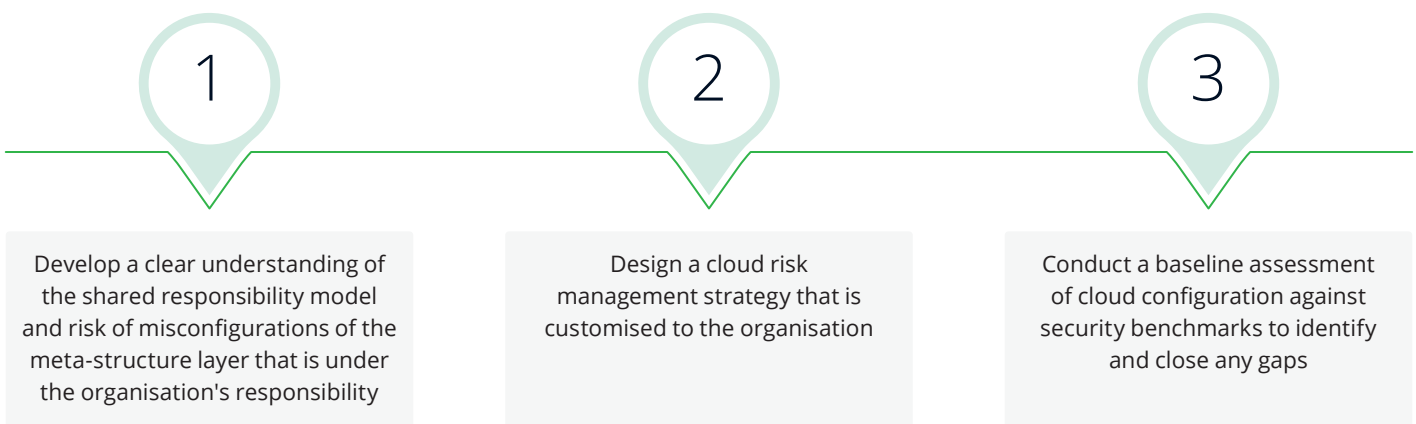 1
Develop a clear understanding of
the shared responsibility model
and risk of misconfigurations of the
meta-structure layer that is under
the organisation's responsibility
2
Design a cloud risk
management strategy that is
customised to the organisation
3
Conduct a baseline assessment
of cloud configuration against
security benchmarks to identify
and close any gaps